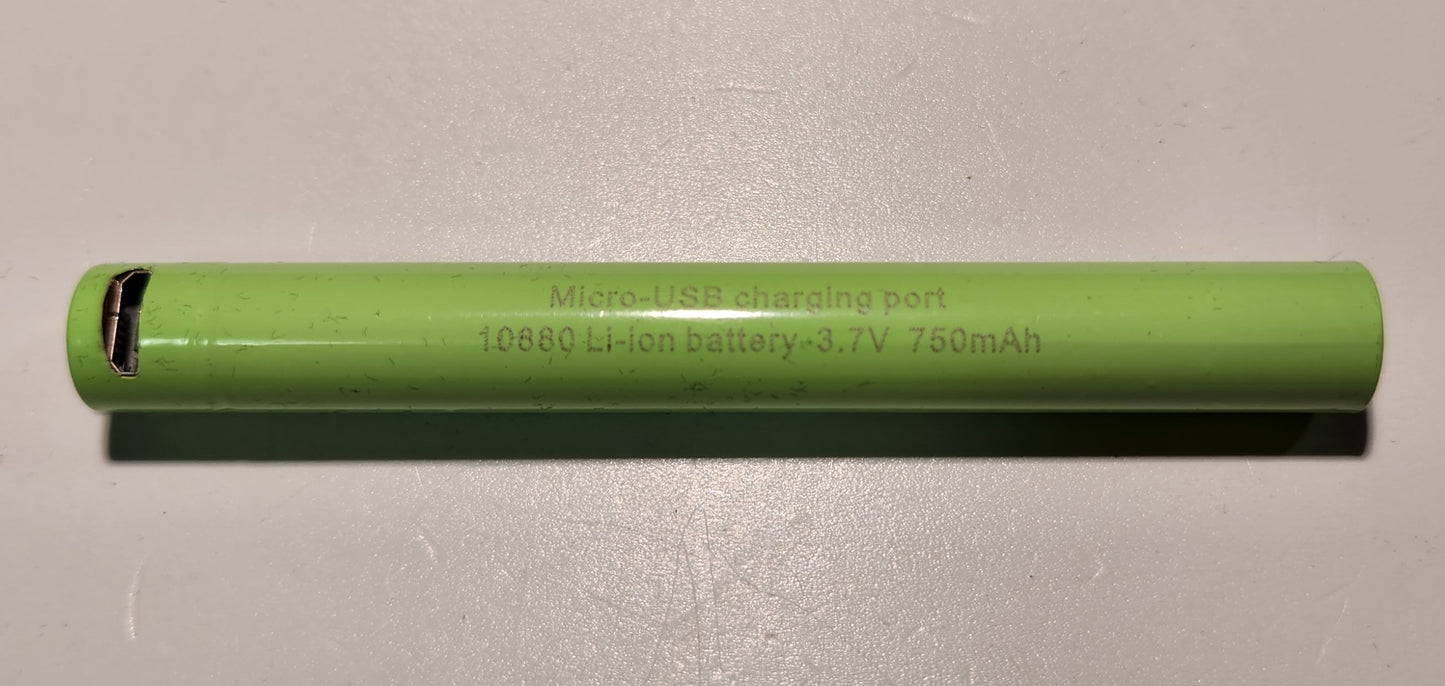 Micro-USB charging port
10880 Li-ion battery 3.7V 750mAh